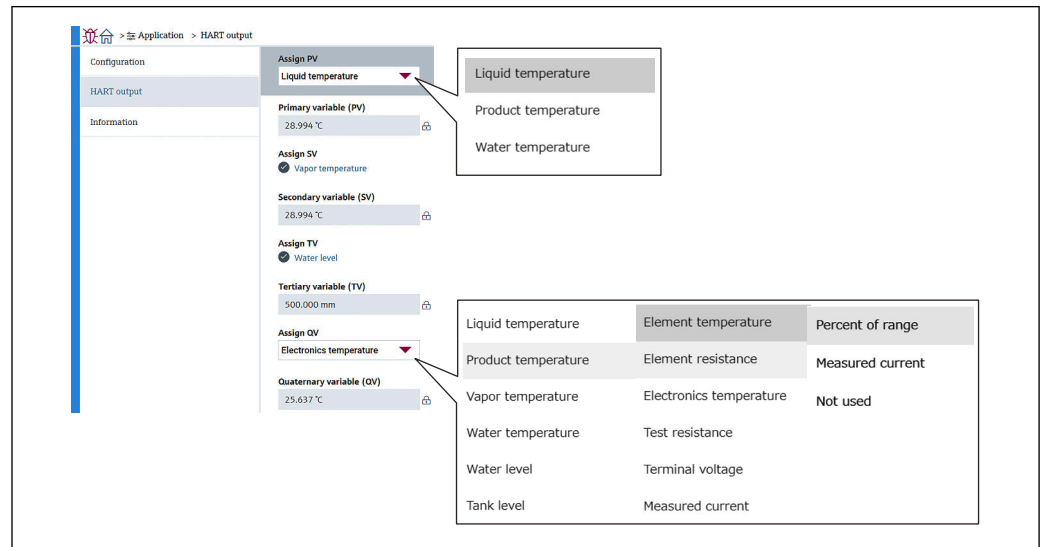 > Application > HART output
Configuration
HART output
Information
Assign PV
Liquid temperature
Primary variable (PV)
28.994 °C
Assign SV
Vapor temperature
Secondary variable (SV)
28.994 °C
Assign TV
Water level
Tertiary variable (TV)
500.000 mm
Assign QV
Electronics temperature
Quaternary variable (QV)
25.637 °C
Liquid temperature
Product temperature
Water temperature
Liquid temperature
Product temperature
Vapor temperature
Water temperature
Water level
Tank level
Element temperature
Element resistance
Electronics temperature
Test resistance
Terminal voltage
Measured current
Percent of range
Measured current
Not used